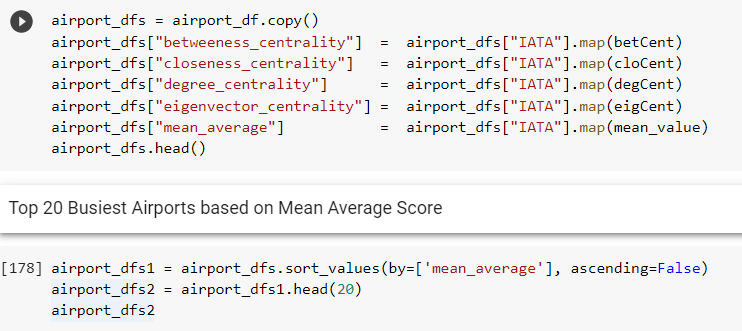 airport_dfs = airport_df.copy()
airport_dfs["betweeness_centrality"]  =  airport_dfs["IATA"].map(betCent)
airport_dfs["closeness_centrality"]   =  airport_dfs["IATA"].map(cloCent)
airport_dfs["degree_centrality"]      =  airport_dfs["IATA"].map(degCent)
airport_dfs["eigenvector_centrality"] =  airport_dfs["IATA"].map(eigCent)
airport_dfs["mean_average"]           =  airport_dfs["IATA"].map(mean_value)
airport_dfs.head()
Top 20 Busiest Airports based on Mean Average Score
[178] airport_dfs1 = airport_dfs.sort_values(by=['mean_average'], ascending=False)
airport_dfs2 = airport_dfs1.head(20)
airport_dfs2